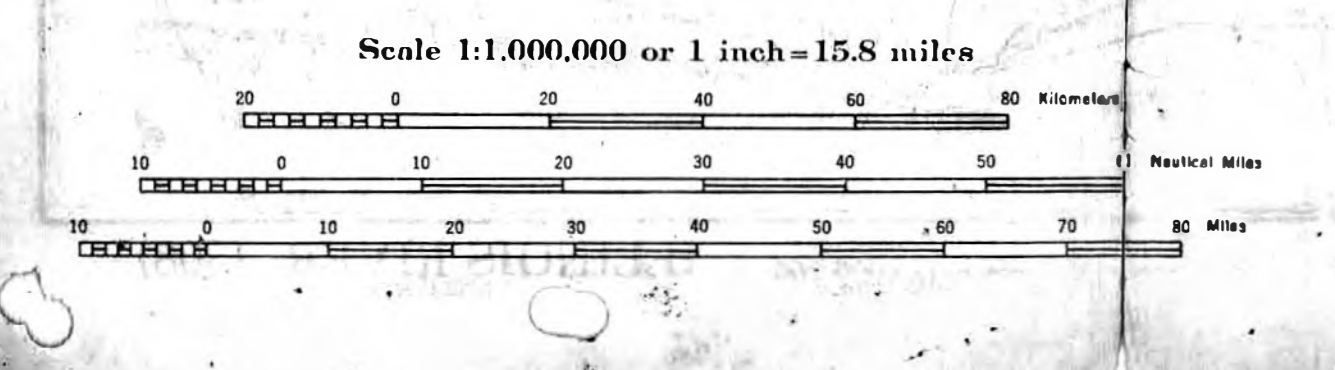 Scale 1:1,000,000 or 1 inch=15.8 miles
20 0 20 40 60 80 Kilometers
10 0 10 20 30 40 50 Nautical Miles
10 0 10 20 30 40 50 60 70 80 Miles